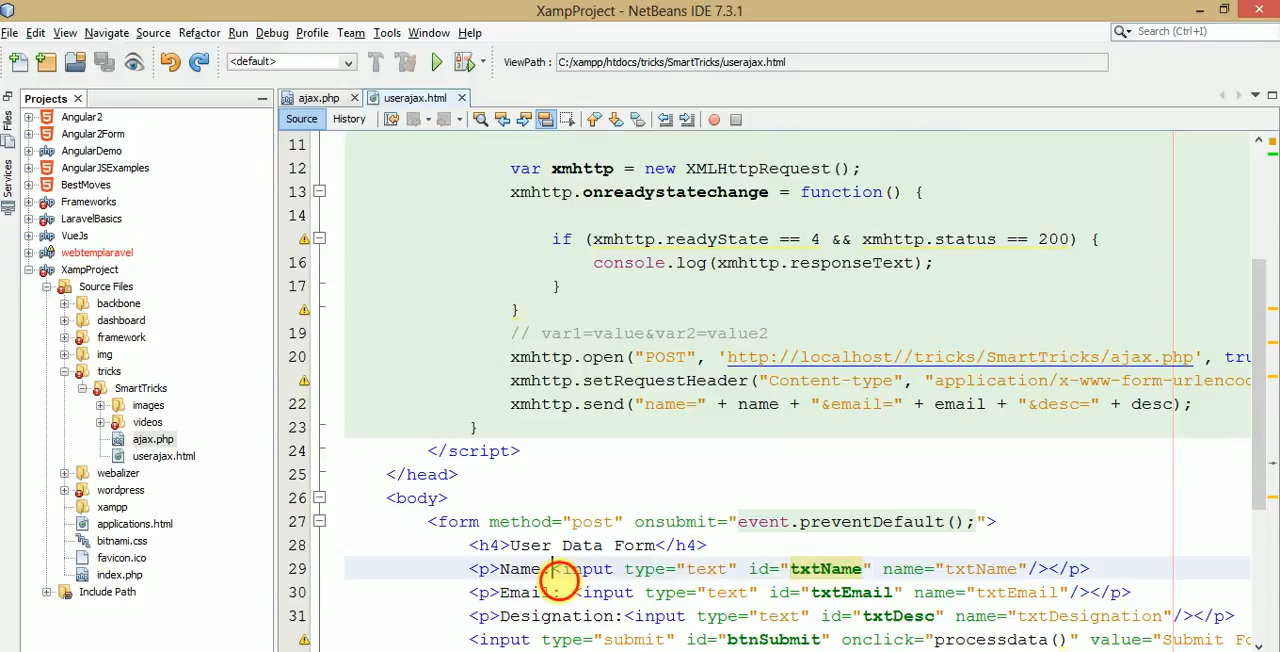 XampProject - NetBeans IDE 7.3.1
File Edit View Navigate Source Refactor Run Debug Profile Team Tools Window Help
Search (Ctrl+I)
<default>
ViewPath : C:/xampp/htdocs/tricks/SmartTricks/userajax.html
Files
Services
Projects
Angular2
Angular2Form
AngularDemo
AngularJSExamples
BestMoves
Frameworks
LaravelBasics
VueJs
webtemplaravel
XampProject
Source Files
backbone
dashboard
framework
img
tricks
SmartTricks
images
videos
ajax.php
userajax.html
webalizer
wordpress
xampp
applications.html
bitnami.css
favicon.ico
index.php
Include Path
ajax.php userajax.html
Source History
11
12 var xmhttp = new XMLHttpRequest();
13 xmhttp.onreadystatechange = function() {
14
if (xmhttp.readyState == 4 && xmhttp.status == 200) {
16 console.log(xmhttp.responseText);
17 }
}
19 // var1=value&var2=value2
20 xmhttp.open("POST", 'http://localhost//tricks/SmartTricks/ajax.php', tru
xmhttp.setRequestHeader("Content-type", "application/x-www-form-urlenco
22 xmhttp.send("name=" + name + "&email=" + email + "&desc=" + desc);
23 }
24 </script>
25 </head>
26 <body>
27 <form method="post" onsubmit="event.preventDefault();">
28 <h4>User Data Form</h4>
29 <p>Name:<input type="text" id="txtName" name="txtName"/></p>
30 <p>Email: <input type="text" id="txtEmail" name="txtEmail"/></p>
31 <p>Designation:<input type="text" id="txtDesc" name="txtDesignation"/></p>
<input type="submit" id="btnSubmit" onclick="processdata()" value="Submit Fo